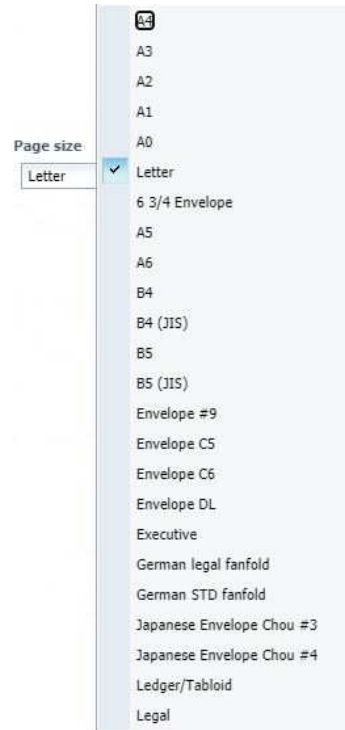 A4
A3
A2
A1
A0
Page size
Letter
Letter
6 3/4 Envelope
A5
A6
B4
B4 (JIS)
B5
B5 (JIS)
Envelope #9
Envelope C5
Envelope C6
Envelope DL
Executive
German legal fanfold
German STD fanfold
Japanese Envelope Chou #3
Japanese Envelope Chou #4
Ledger/Tabloid
Legal